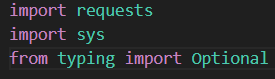 import requests
import sys
from typing import Optional